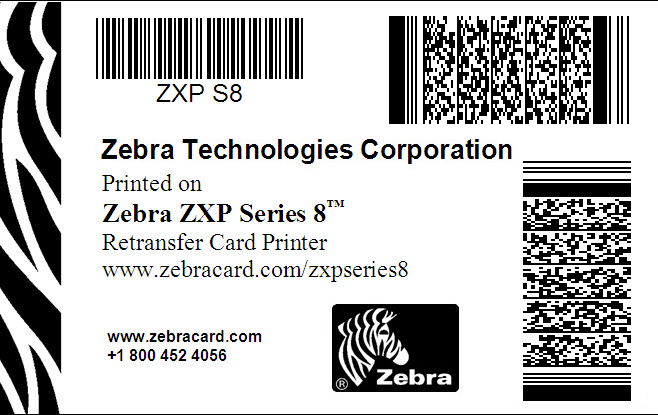 ZXP S8
Zebra Technologies Corporation
Printed on
Zebra ZXP Series 8™
Retransfer Card Printer
www.zebracard.com/zxpseries8
www.zebracard.com
+1 800 452 4056
® Zebra